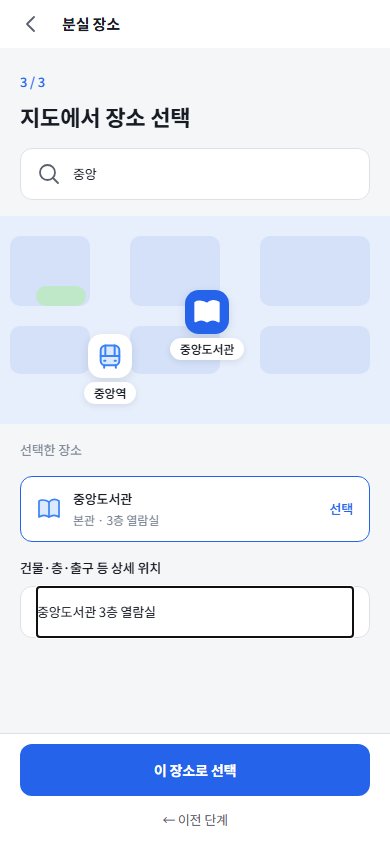 분실 장소
3 / 3
지도에서 장소 선택
중앙
중앙도서관
중앙역
선택한 장소
중앙도서관
본관 · 3층 열람실
선택
건물·층·출구 등 상세 위치
중앙도서관 3층 열람실
이 장소로 선택
← 이전 단계